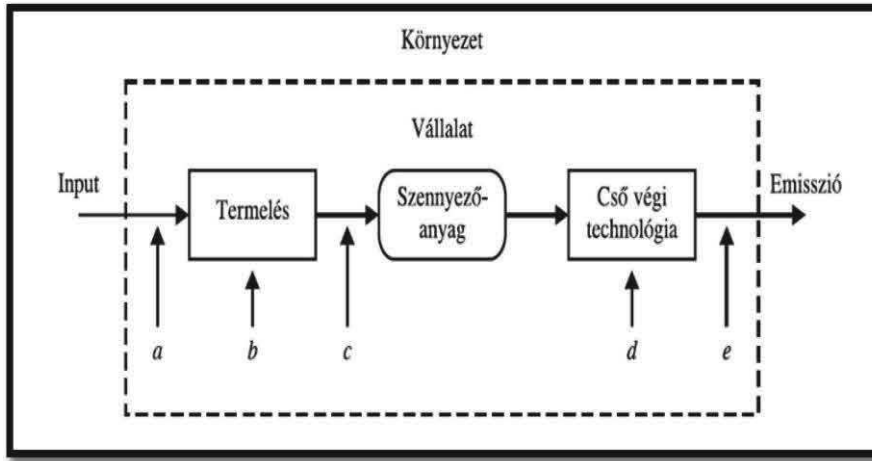 Környezet
Vállalat
Input
Termelés
Szennyező-
anyag
Cső végi
technológia
Emisszió
a
b
c
d
e